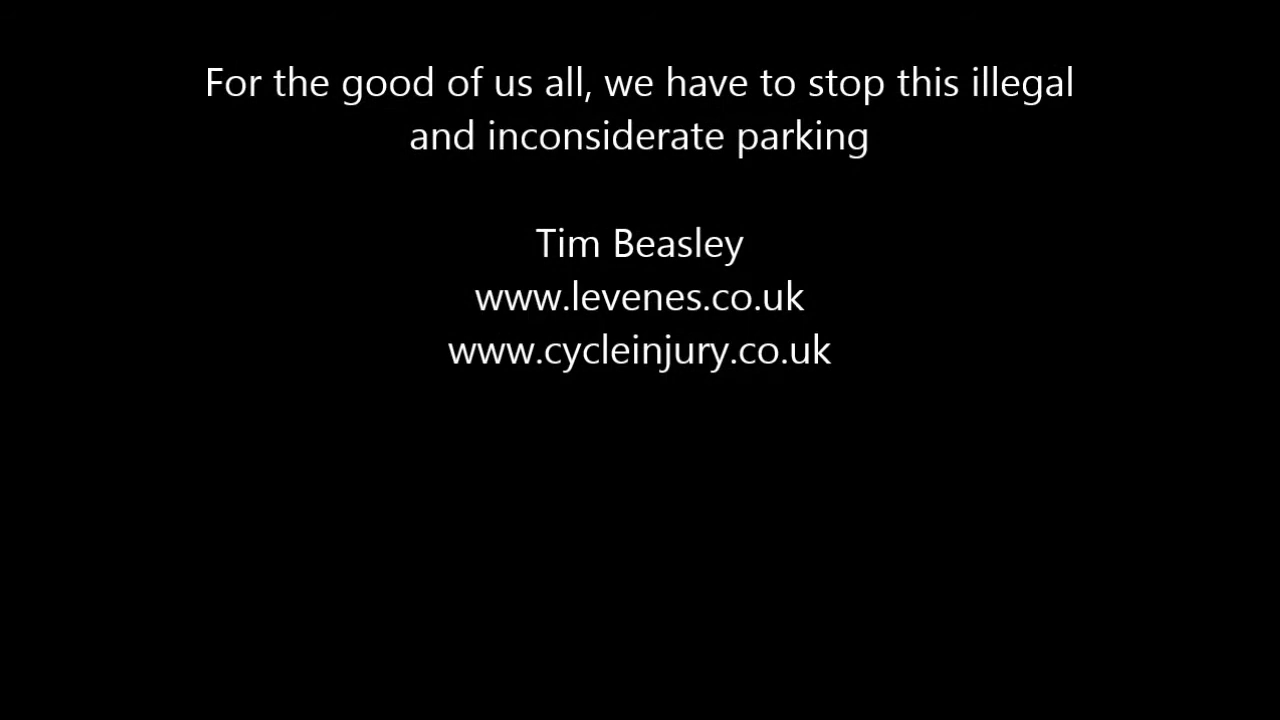 For the good of us all, we have to stop this illegal
and inconsiderate parking
Tim Beasley
www.levenes.co.uk
www.cycleinjury.co.uk